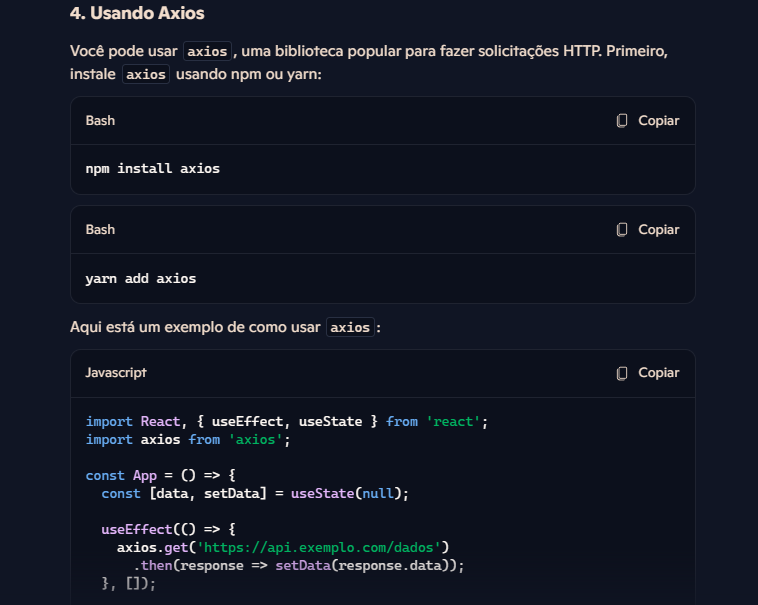 4. Usando Axios
Você pode usar axios, uma biblioteca popular para fazer solicitações HTTP. Primeiro,
instale axios usando npm ou yarn:
Bash
Copiar
npm install axios
Bash
Copiar
yarn add axios
Aqui está um exemplo de como usar axios:
Javascript
Copiar
import React, { useEffect, useState } from 'react';
import axios from 'axios';
const App = () => {
  const [data, setData] = useState(null);
  useEffect(() => {
    axios.get('https://api.exemplo.com/dados')
      .then(response => setData(response.data));
  }, []);